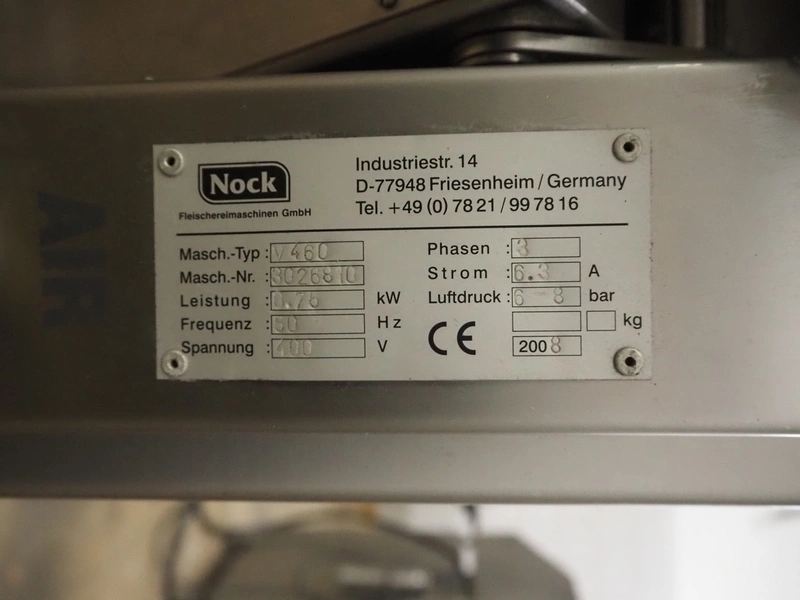 AIR
Nock
Fleischereimaschinen GmbH
Industriestr. 14
D-77948 Friesenheim / Germany
Tel. +49 (0) 78 21 / 99 78 16
Masch.-Typ : V460
Masch.-Nr. : 3026810
Leistung : 0.75 kW
Frequenz : 50 Hz
Spannung : 400 V
Phasen : 3
Strom : 6.3 A
Luftdruck : 6-8 bar
kg
CE
2008